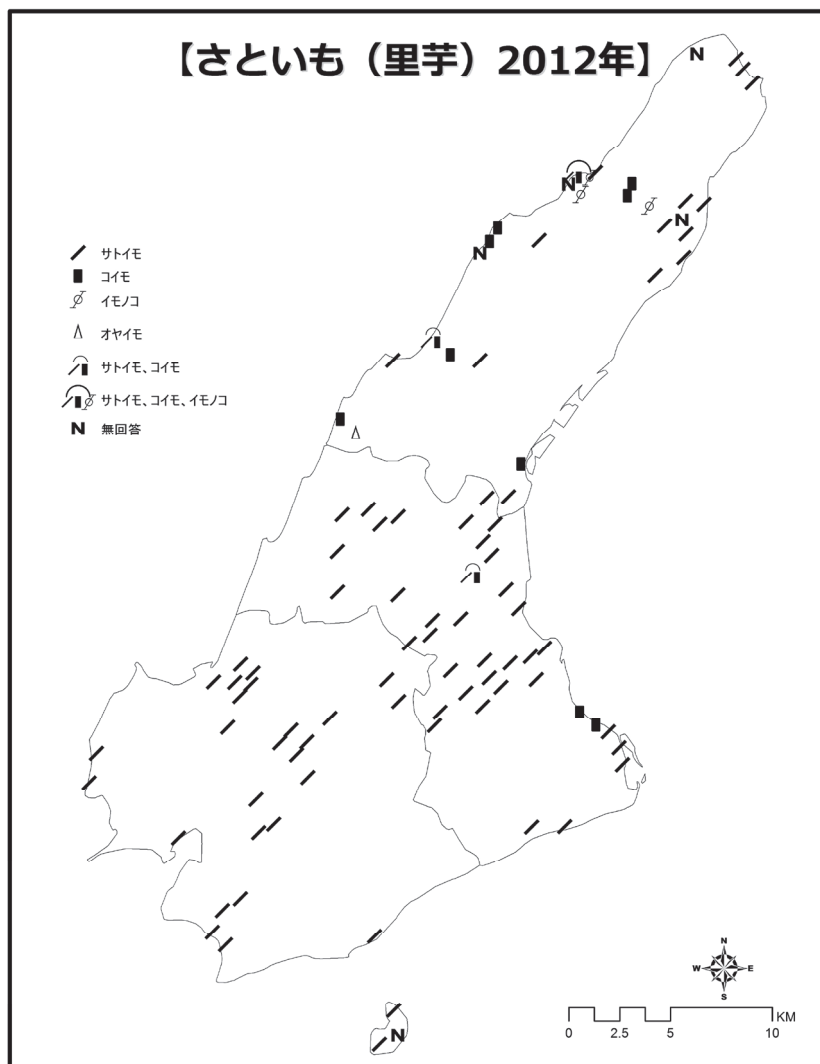 【さといも（里芋）2012年】
N
N
N
N
サトイモ
コイモ
イモノコ
オヤイモ
サトイモ、コイモ
サトイモ、コイモ、イモノコ
N 無回答
N
W E
S
KM
0 2.5 5 10
N